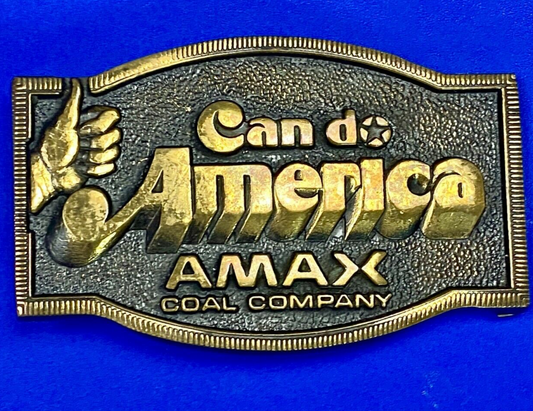 Can do
America
AMAX
COAL COMPANY